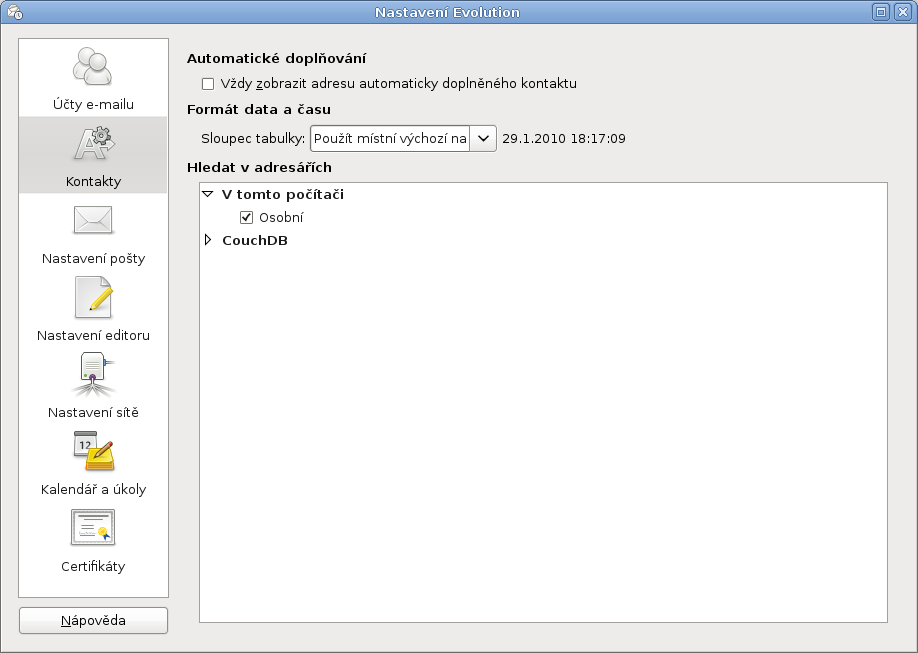 Nastavení Evolution
Účty e-mailu
Kontakty
Nastavení pošty
Nastavení editoru
Nastavení sítě
12
Kalendář a úkoly
Certifikáty
Nápověda
Automatické doplňování
Vždy zobrazit adresu automaticky doplněného kontaktu
Formát data a času
Sloupec tabulky: Použít místní výchozí na 29.1.2010 18:17:09
Hledat v adresářích
V tomto počítači
Osobní
CouchDB